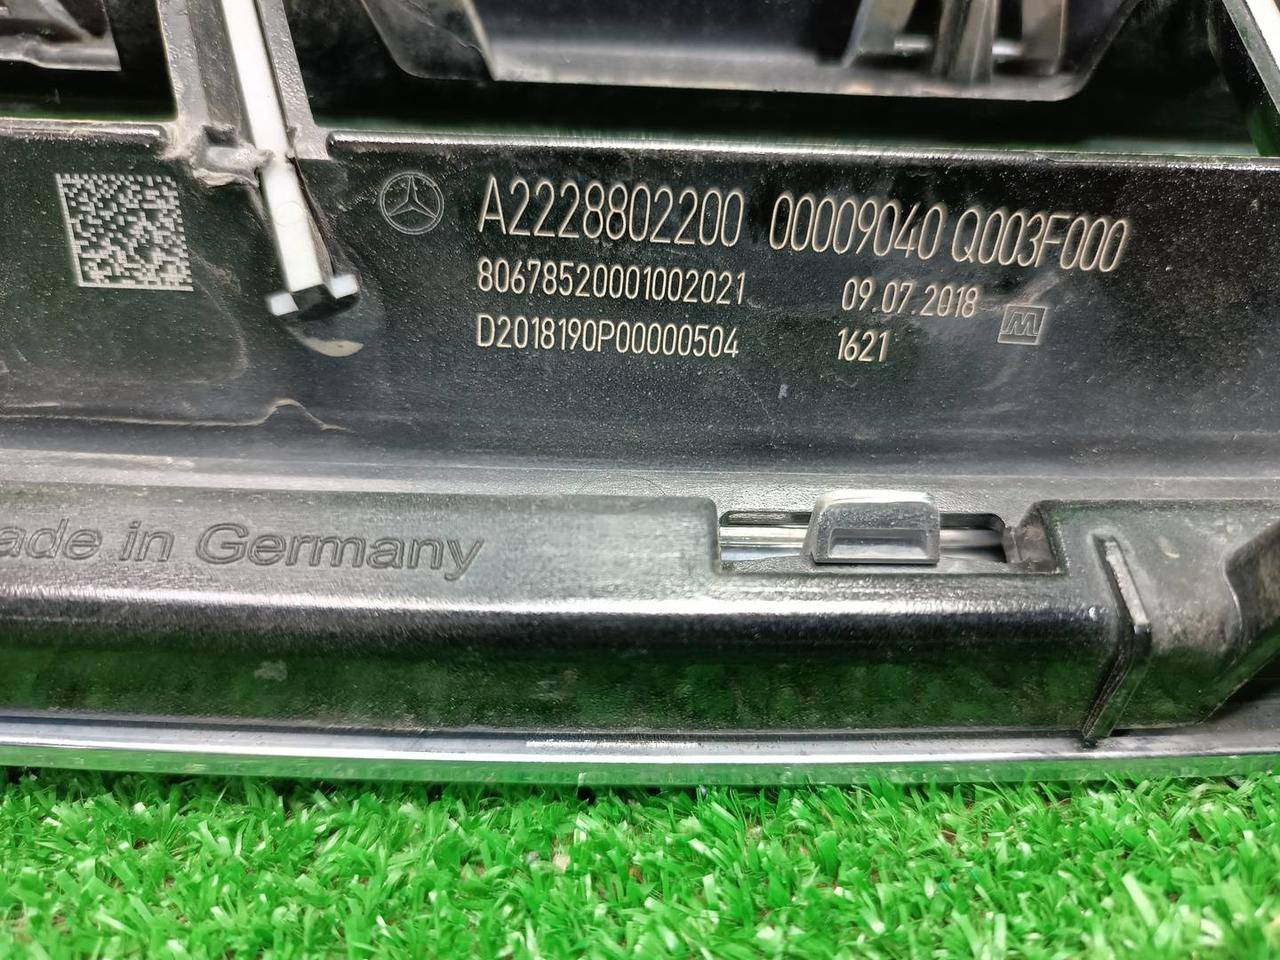 A2228802200 00009040 Q003F000
80678520001002021 09.07.2018 M
D2018190P00000504 1621
ade in Germany